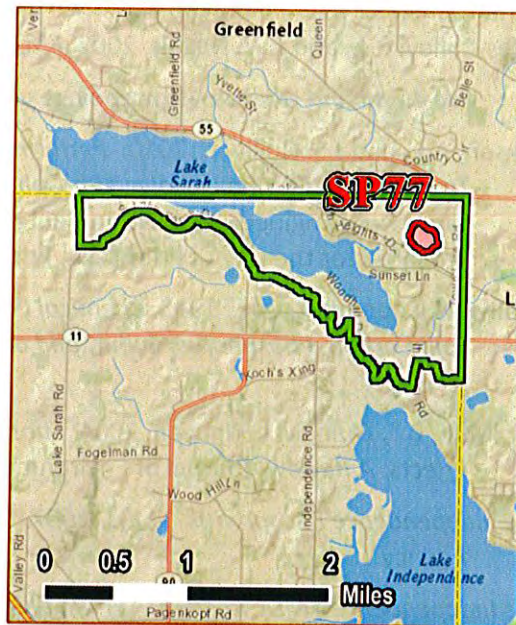 Greenfield
Greenfield Rd
Queen
Yvette St
Belle St
55
Country Cir
Lake
Sarah
SP77
Heights Dr
Sunset Ln
Woodhill
11
Koch's Xing
Rd
Lake Sarah Rd
Fogelman Rd
Independence Rd
Wood Hill Ln
Valley Rd
0 0.5 1 2
Miles
90
Lake
Independence
Pagenkopf Rd